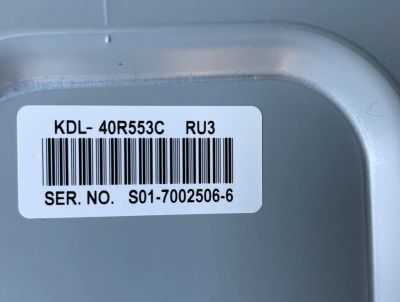 KDL- 40R553C RU3
SER. NO. S01-7002506-6